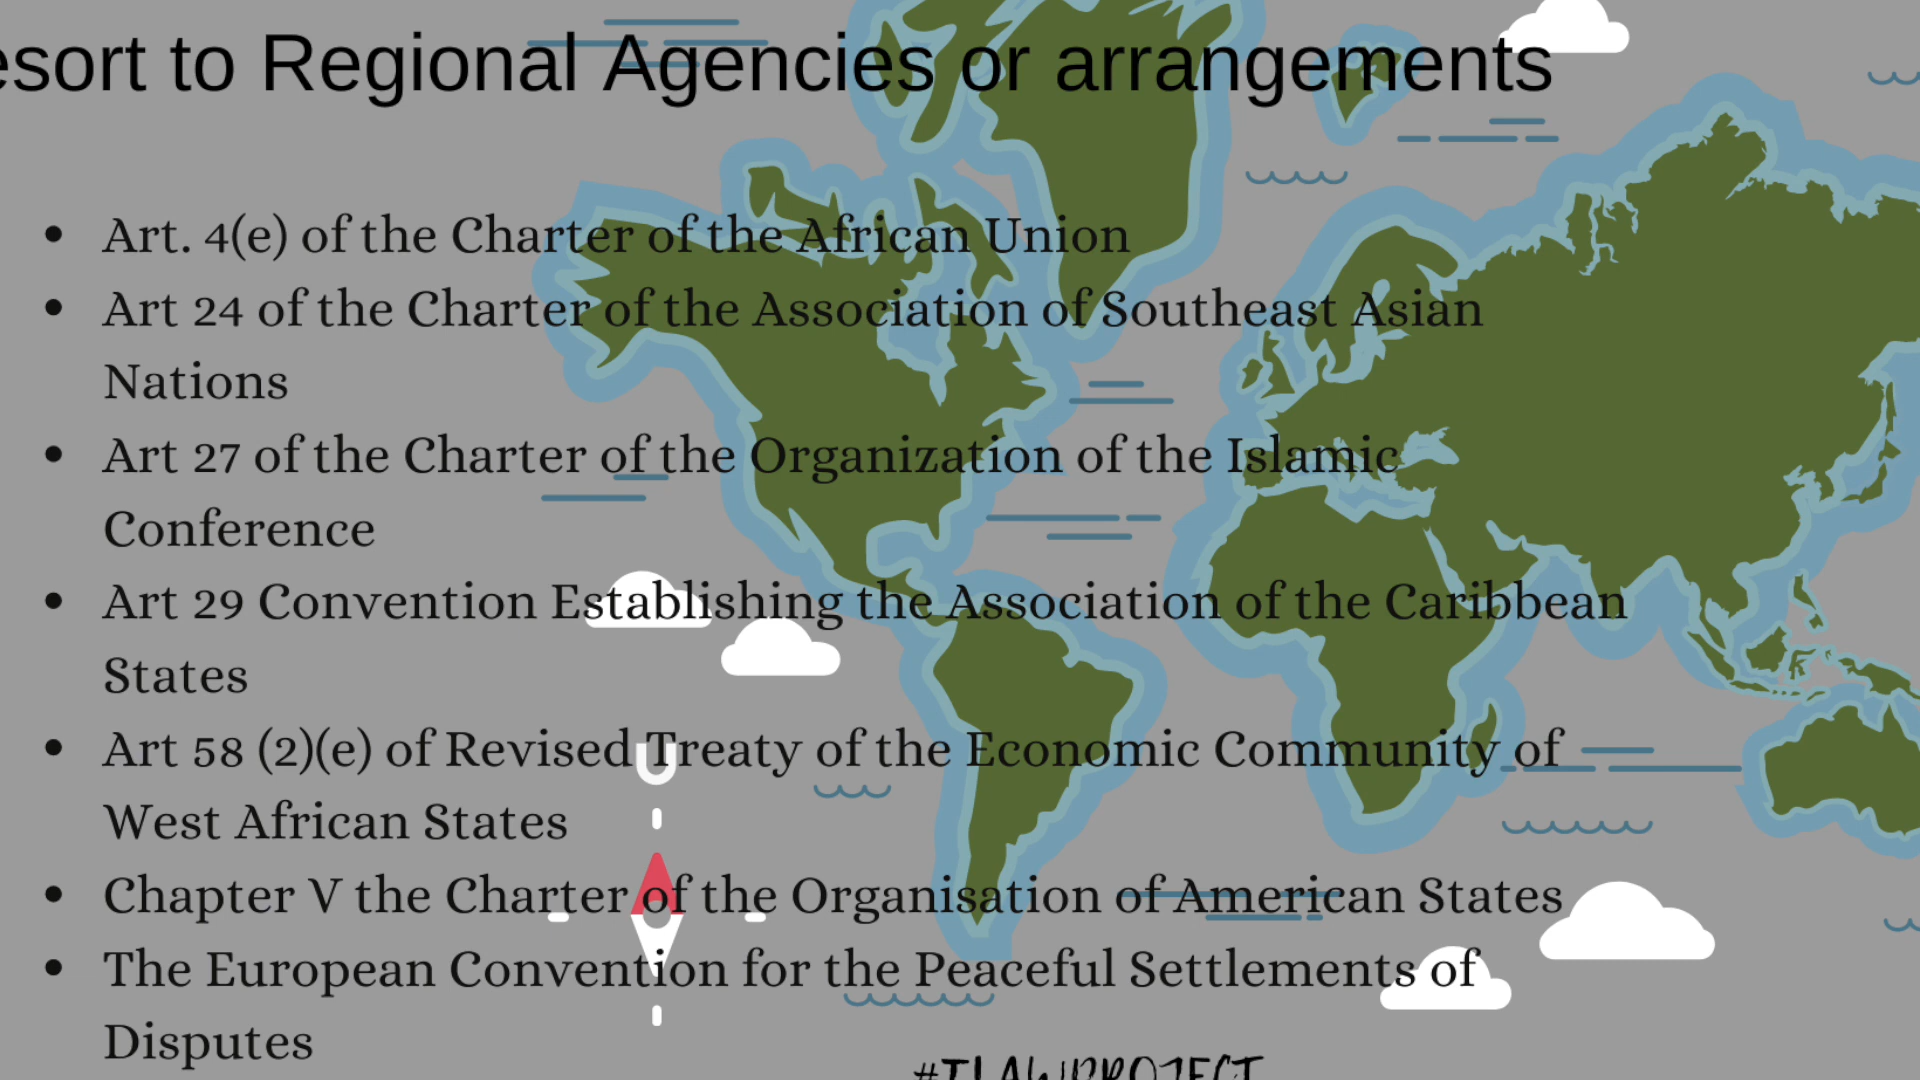 esort to Regional Agencies or arrangements
• Art. 4(e) of the Charter of the African Union
• Art 24 of the Charter of the Association of Southeast Asian
Nations
• Art 27 of the Charter of the Organization of the Islamic
Conference
• Art 29 Convention Establishing the Association of the Caribbean
States
• Art 58 (2)(e) of Revised Treaty of the Economic Community of
West African States
• Chapter V the Charter of the Organisation of American States
• The European Convention for the Peaceful Settlements of
Disputes
#ILAWPROJECT